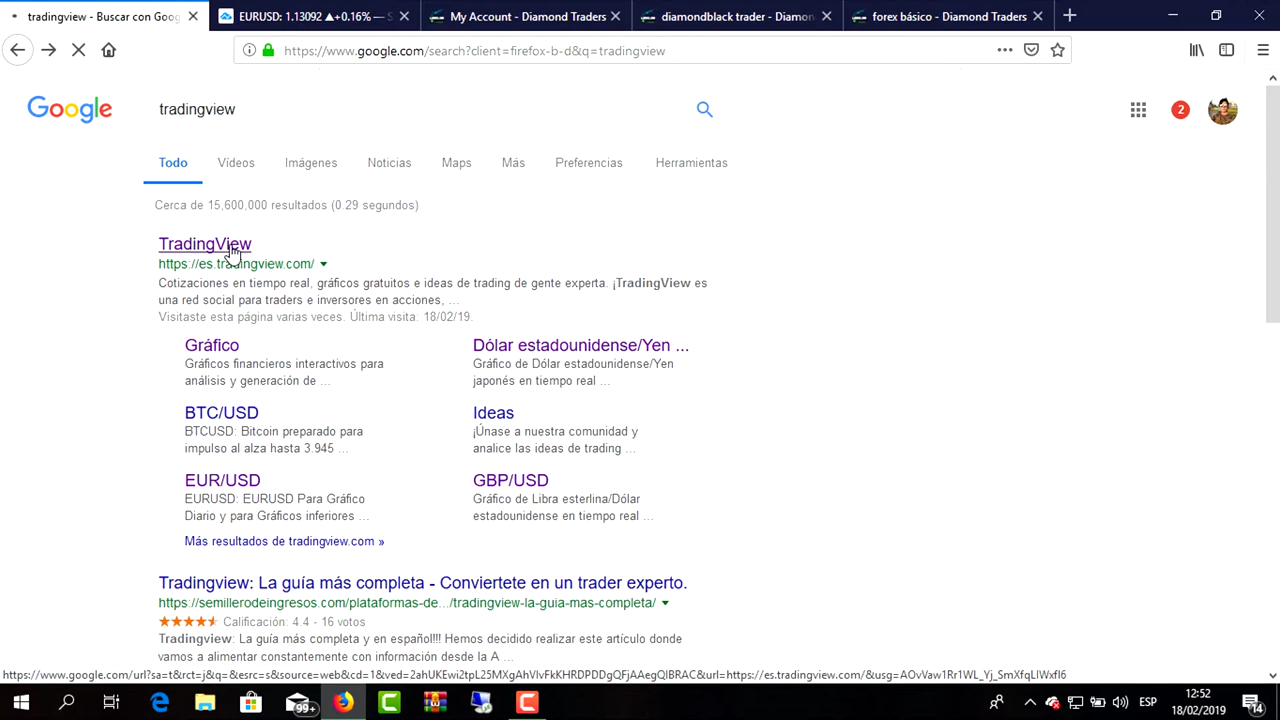 tradingview - Buscar con Goog
EURUSD: 1.13092 ▲+0.16% — S
My Account - Diamond Traders
diamondblack trader - Diamon
forex básico - Diamond Traders
https://www.google.com/search?client=firefox-b-d&q=tradingview
Google
tradingview
2
Todo Vídeos Imágenes Noticias Maps Más Preferencias Herramientas
Cerca de 15,600,000 resultados (0.29 segundos)
TradingView
https://es.tradingview.com/
Cotizaciones en tiempo real, gráficos gratuitos e ideas de trading de gente experta. ¡TradingView es
una red social para traders e inversores en acciones, ...
Visitaste esta página varias veces. Última visita: 18/02/19.
Gráfico
Gráficos financieros interactivos para
análisis y generación de ...
Dólar estadounidense/Yen ...
Gráfico de Dólar estadounidense/Yen
japonés en tiempo real ...
BTC/USD
BTCUSD: Bitcoin preparado para
impulso al alza hasta 3.945 ...
Ideas
¡Únase a nuestra comunidad y
analice las ideas de trading ...
EUR/USD
EURUSD: EURUSD Para Gráfico
Diario y para Gráficos inferiores ...
GBP/USD
Gráfico de Libra esterlina/Dólar
estadounidense en tiempo real ...
Más resultados de tradingview.com »
Tradingview: La guía más completa - Conviertete en un trader experto.
https://semillerodeingresos.com/plataformas-de.../tradingview-la-guia-mas-completa/
Calificación: 4.4 - 16 votos
Tradingview: La guía más completa y en español!!! Hemos decidido realizar este artículo donde
vamos a alimentar constantemente con información desde la A ...
99+
ESP
12:52
18/02/2019
14